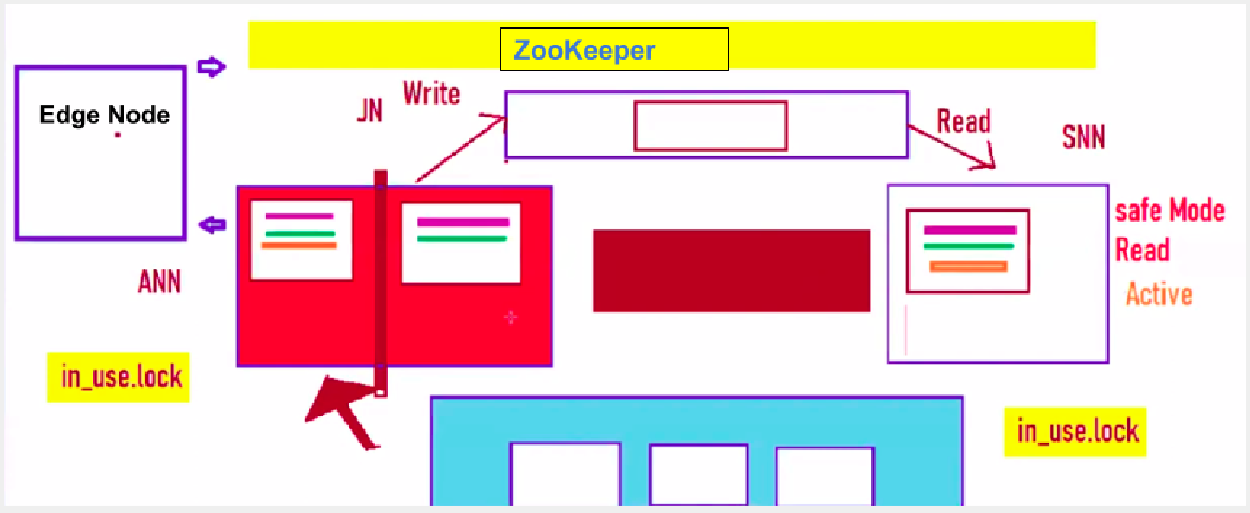 ZooKeeper
Edge Node
JN
Write
Read
SNN
safe Mode
Read
Active
ANN
in_use.lock
in_use.lock